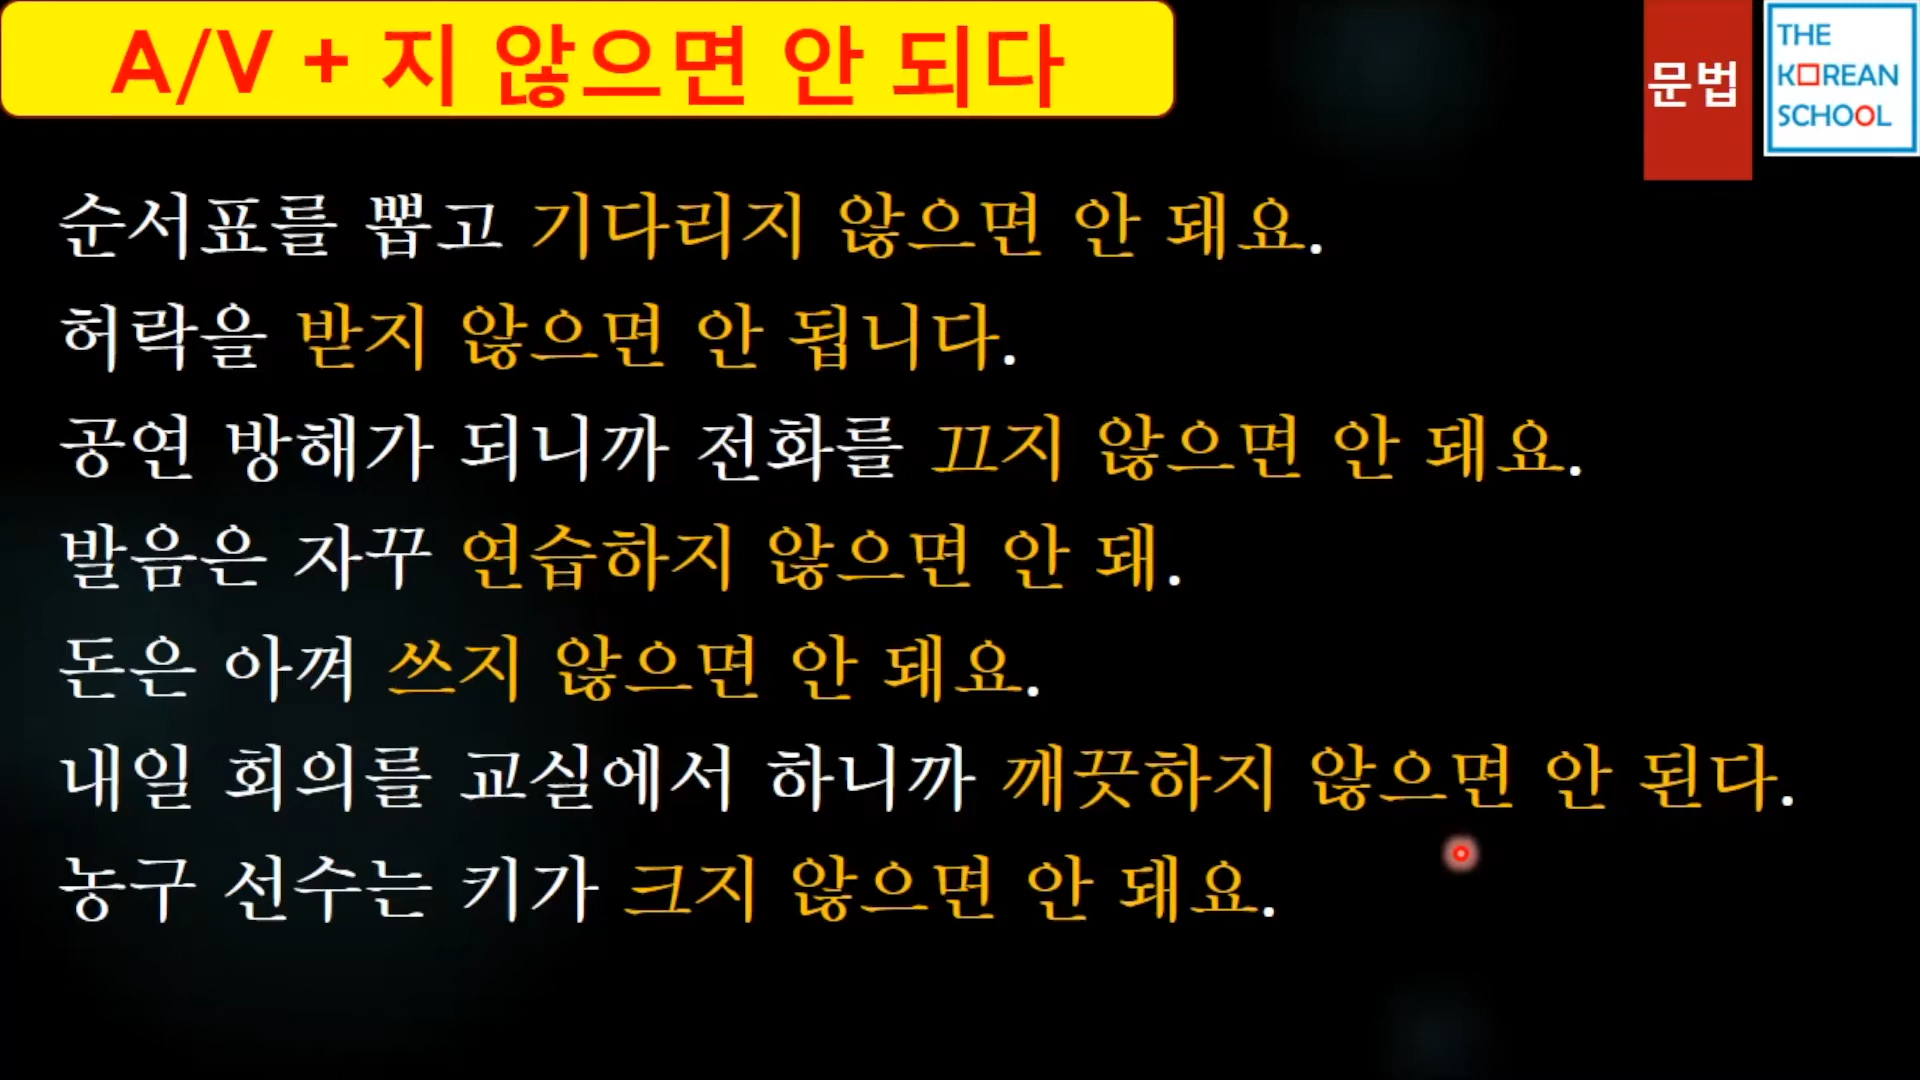 A/V + 지 않으면 안 되다
문법
THE
KOREAN
SCHOOL
순서표를 뽑고 기다리지 않으면 안 돼요.
허락을 받지 않으면 안 됩니다.
공연 방해가 되니까 전화를 끄지 않으면 안 돼요.
발음은 자꾸 연습하지 않으면 안 돼.
돈은 아껴 쓰지 않으면 안 돼요.
내일 회의를 교실에서 하니까 깨끗하지 않으면 안 된다.
농구 선수는 키가 크지 않으면 안 돼요.